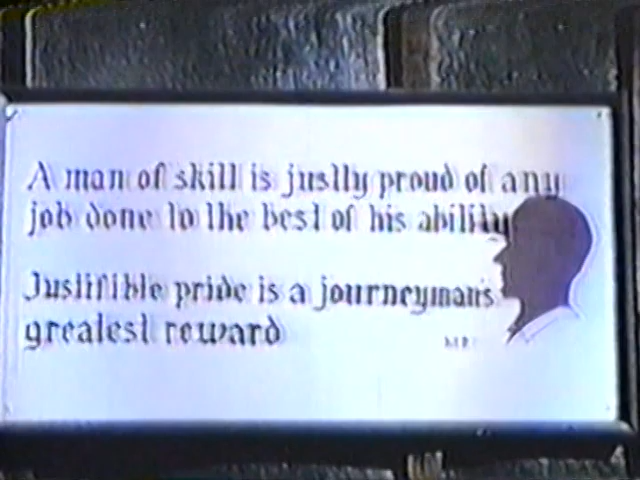 A man of skill is justly proud of any
job done to the best of his ability
Justifible pride is a journeyman's
greatest reward